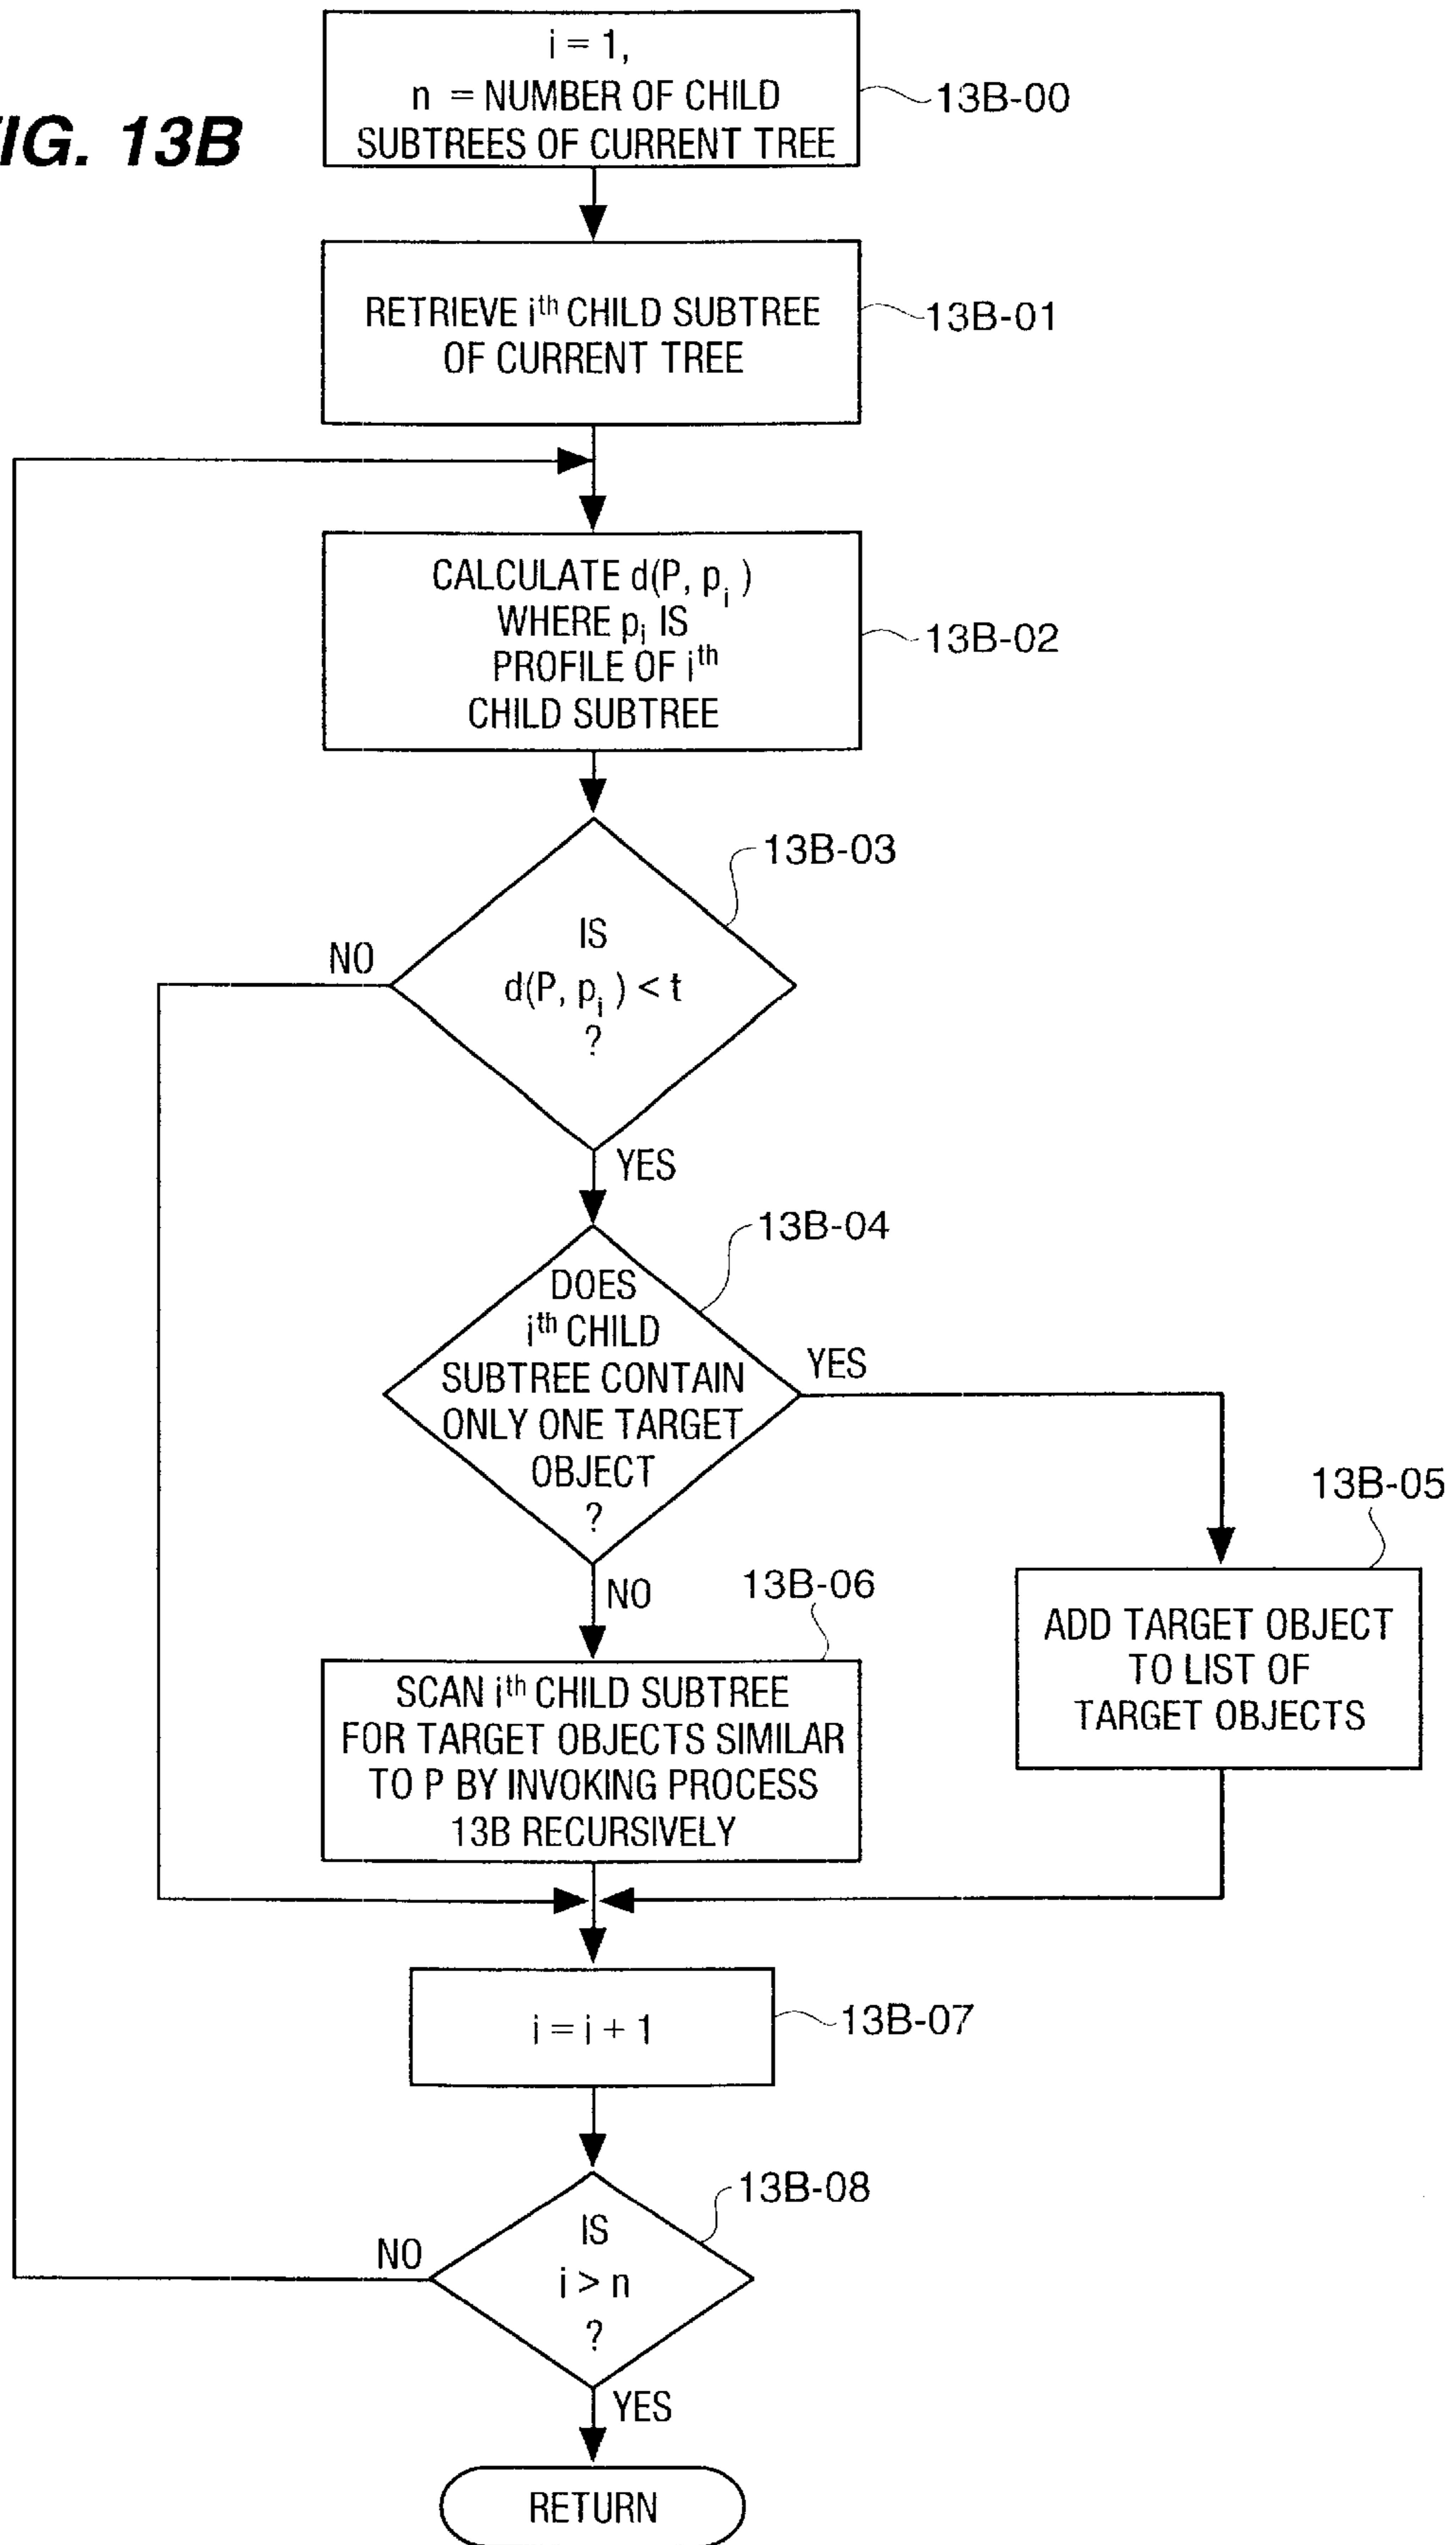 IG. 13B
i = 1,
n = NUMBER OF CHILD
SUBTREES OF CURRENT TREE
13B-00
RETRIEVE ith CHILD SUBTREE
OF CURRENT TREE
13B-01
CALCULATE d(P, pi )
WHERE pi IS
PROFILE OF ith
CHILD SUBTREE
13B-02
13B-03
IS
d(P, pi ) < t
?
NO
YES
13B-04
DOES
ith CHILD
SUBTREE CONTAIN
ONLY ONE TARGET
OBJECT
?
YES
NO
13B-05
ADD TARGET OBJECT
TO LIST OF
TARGET OBJECTS
13B-06
SCAN ith CHILD SUBTREE
FOR TARGET OBJECTS SIMILAR
TO P BY INVOKING PROCESS
13B RECURSIVELY
i = i + 1
13B-07
13B-08
IS
i > n
?
NO
YES
RETURN